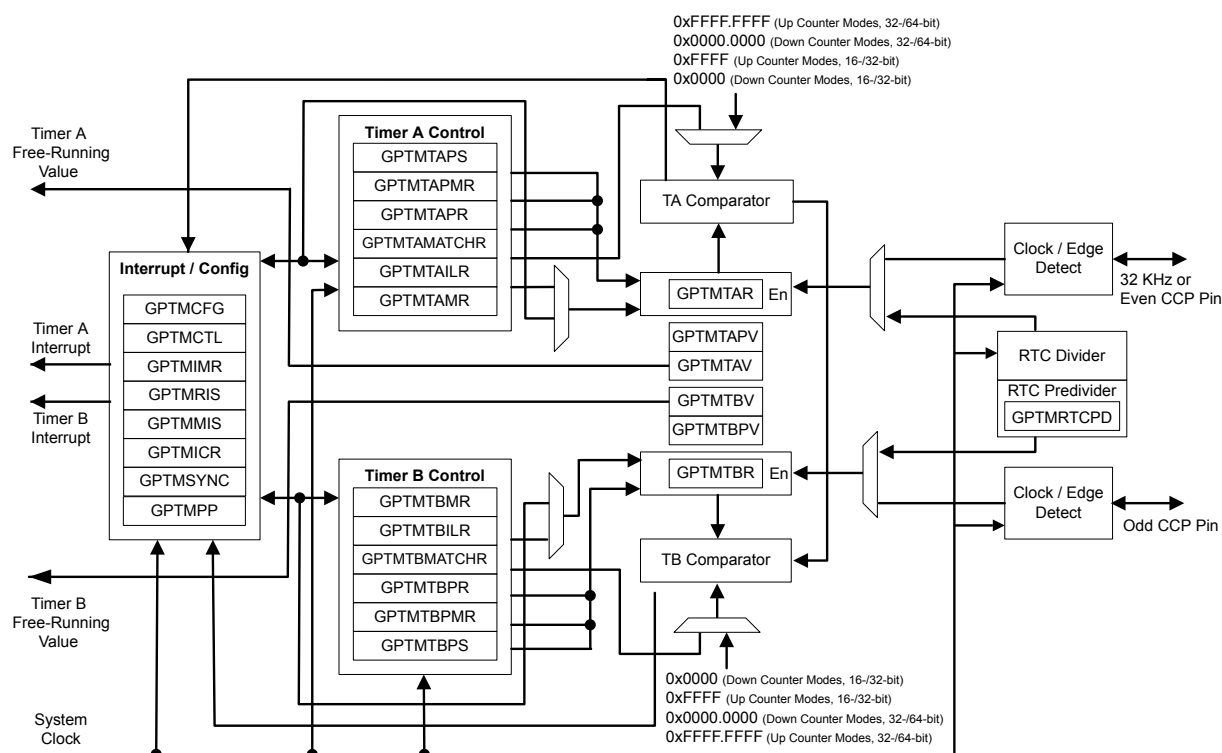 0xFFFF.FFFF (Up Counter Modes, 32-/64-bit)
0x0000.0000 (Down Counter Modes, 32-/64-bit)
0xFFFF (Up Counter Modes, 16-/32-bit)
0x0000 (Down Counter Modes, 16-/32-bit)
Timer A
Free-Running
Value
Timer A Control
GPTMTAPS
GPTMTAPMR
GPTMTAPR
GPTMTAMATCHR
GPTMTAILR
GPTMTAMR
TA Comparator
Clock / Edge
Detect
32 KHz or
Even CCP Pin
Interrupt / Config
GPTMCFG
GPTMCTL
GPTMIMR
GPTMRIS
GPTMMIS
GPTMICR
GPTMSYNC
GPTMPP
GPTMTAR En
Timer A
Interrupt
Timer B
Interrupt
GPTMTAPV
GPTMTAV
GPTMTBV
GPTMTBPV
RTC Divider
RTC Predivider
GPTMRTCPD
Timer B Control
GPTMTBMR
GPTMTBILR
GPTMTBMATCHR
GPTMTBPR
GPTMTBPMR
GPTMTBPS
GPTMTBR En
Clock / Edge
Detect
Odd CCP Pin
TB Comparator
Timer B
Free-Running
Value
0x0000 (Down Counter Modes, 16-/32-bit)
0xFFFF (Up Counter Modes, 16-/32-bit)
0x0000.0000 (Down Counter Modes, 32-/64-bit)
0xFFFF.FFFF (Up Counter Modes, 32-/64-bit)
System
Clock